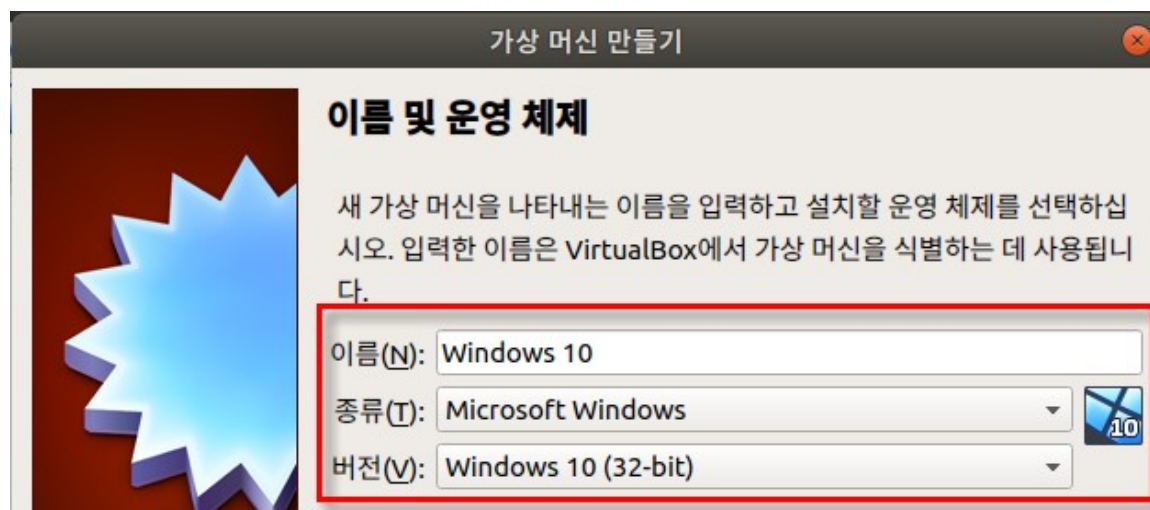 가상 머신 만들기
이름 및 운영 체제
새 가상 머신을 나타내는 이름을 입력하고 설치할 운영 체제를 선택하십
시오. 입력한 이름은 VirtualBox에서 가상 머신을 식별하는 데 사용됩니
다.
이름(N): Windows 10
종류(T): Microsoft Windows
10
버전(V): Windows 10 (32-bit)